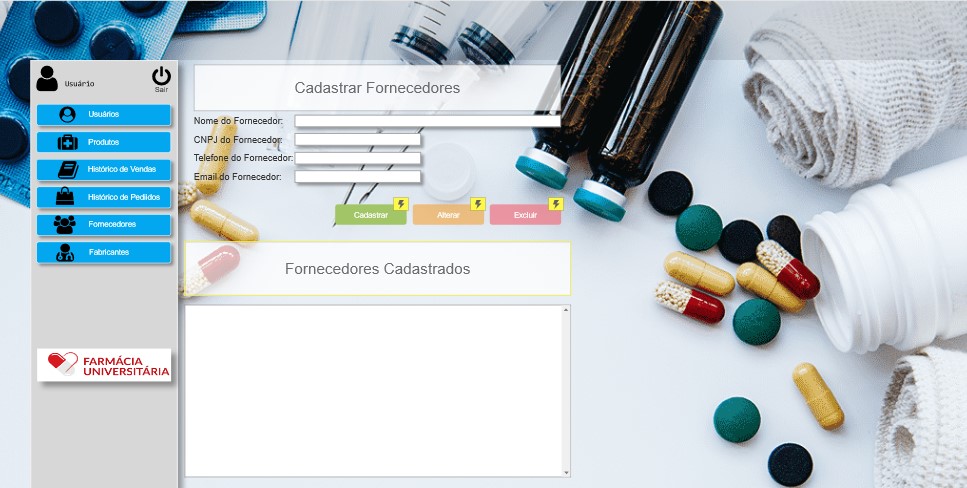 Usuário
Sair
Usuários
Produtos
Histórico de Vendas
Histórico de Pediidos
Fornecedores
Fabricantes
FARMÁCIA
UNIVERSITÁRIA
Cadastrar Fornecedores
Nome do Fornecedor:
CNPJ do Fornecedor:
Telefone do Fornecedor:
Email do Fornecedor:
Cadastrar
Alterar
Excluir
Fornecedores Cadastrados